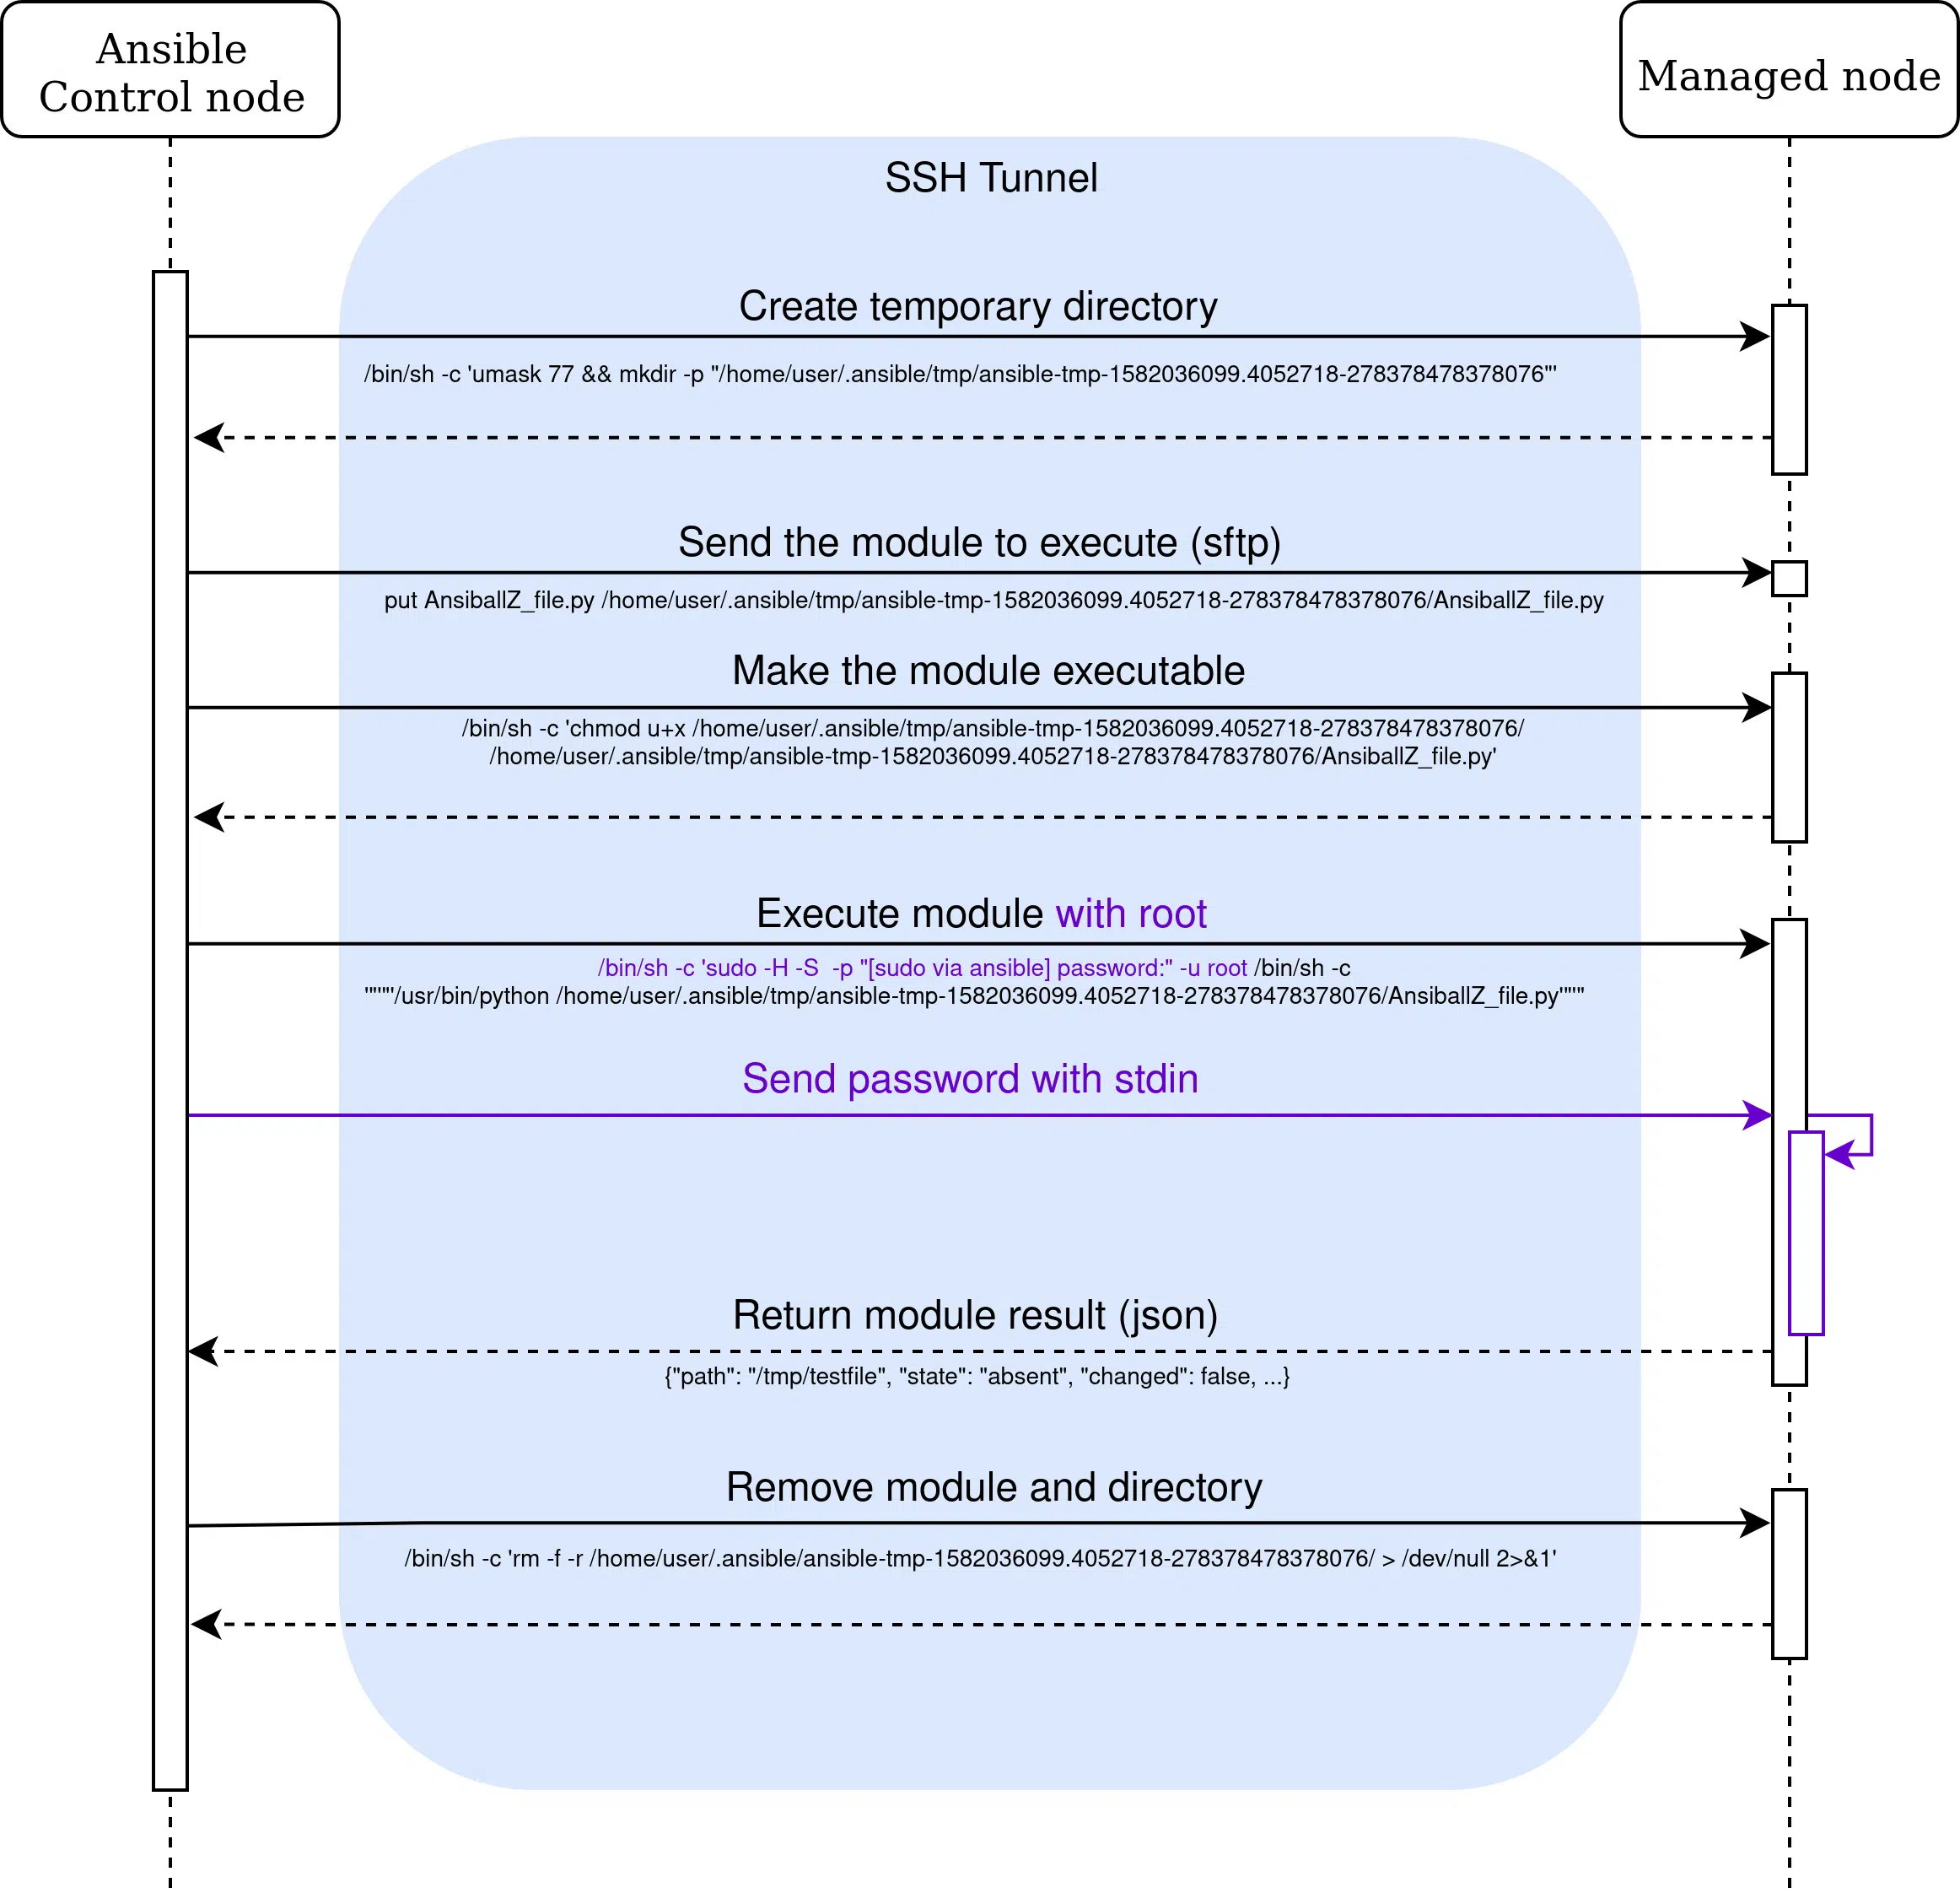 Ansible
Control node
Managed node
SSH Tunnel
Create temporary directory
/bin/sh -c 'umask 77 && mkdir -p "/home/user/.ansible/tmp/ansible-tmp-1582036099.4052718-278378478378076"'
Send the module to execute (sftp)
put AnsiballZ_file.py /home/user/.ansible/tmp/ansible-tmp-1582036099.4052718-278378478378076/AnsiballZ_file.py
Make the module executable
/bin/sh -c 'chmod u+x /home/user/.ansible/tmp/ansible-tmp-1582036099.4052718-278378478378076/
/home/user/.ansible/tmp/ansible-tmp-1582036099.4052718-278378478378076/AnsiballZ_file.py'
Execute module with root
/bin/sh -c 'sudo -H -S  -p "[sudo via ansible] password:" -u root /bin/sh -c
'"'"'"'/usr/bin/python /home/user/.ansible/tmp/ansible-tmp-1582036099.4052718-278378478378076/AnsiballZ_file.py'"'"'
Send password with stdin
Return module result (json)
{"path": "/tmp/testfile", "state": "absent", "changed": false, ...}
Remove module and directory
/bin/sh -c 'rm -f -r /home/user/.ansible/ansible-tmp-1582036099.4052718-278378478378076/ > /dev/null 2>&1'